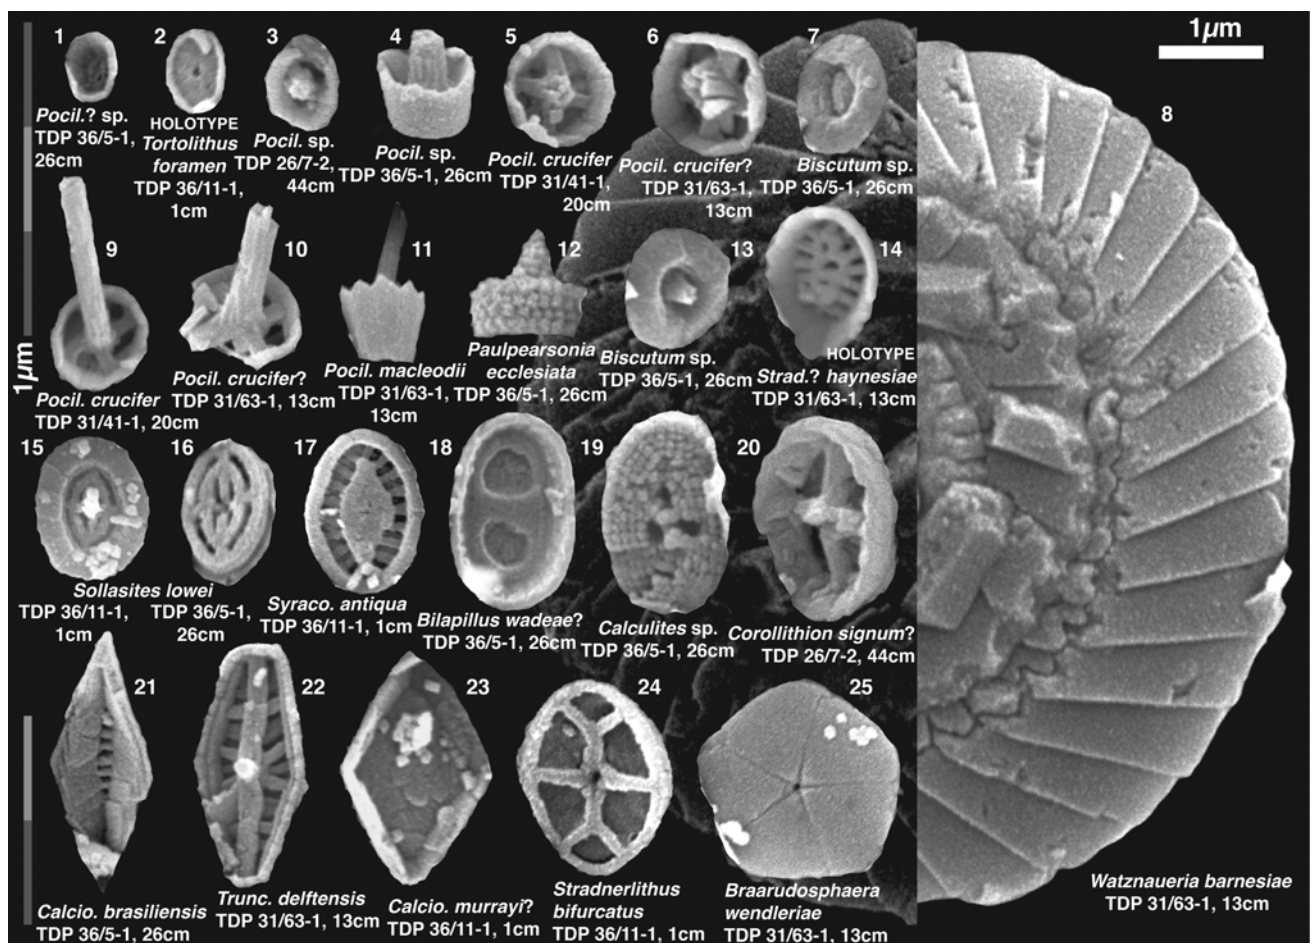 1
Pocil.? sp.
TDP 36/5-1,
26cm
2
HOLOTYPE
Tortolithus
foramen
TDP 36/11-1,
1cm
3
Pocil. sp.
TDP 26/7-2,
44cm
4
Pocil. sp.
TDP 36/5-1, 26cm
5
Pocil. crucifer
TDP 31/41-1,
20cm
6
Pocil. crucifer?
TDP 31/63-1,
13cm
7
Biscutum sp.
TDP 36/5-1, 26cm
1µm
8
1µm
9
Pocil. crucifer
TDP 31/41-1, 20cm
10
Pocil. crucifer?
TDP 31/63-1, 13cm
11
Pocil. macleodii
TDP 31/63-1,
13cm
12
Paulpearsonia
ecclesiata
TDP 36/5-1, 26cm
13
Biscutum sp.
TDP 36/5-1, 26cm
14
HOLOTYPE
Strad.? haynesiae
TDP 31/63-1, 13cm
15
16
Sollasites lowei
TDP 36/11-1,
1cm
TDP 36/5-1,
26cm
17
Syraco. antiqua
TDP 36/11-1, 1cm
18
Bilapillus wadeae?
TDP 36/5-1, 26cm
19
Calculites sp.
TDP 36/5-1, 26cm
20
Corollithion signum?
TDP 26/7-2, 44cm
21
Calcio. brasiliensis
TDP 36/5-1, 26cm
22
Trunc. delftensis
TDP 31/63-1, 13cm
23
Calcio. murrayi?
TDP 36/11-1, 1cm
24
Stradnerlithus
bifurcatus
TDP 36/11-1, 1cm
25
Braarudosphaera
wendleriae
TDP 31/63-1, 13cm
Watznaueria barnesiae
TDP 31/63-1, 13cm